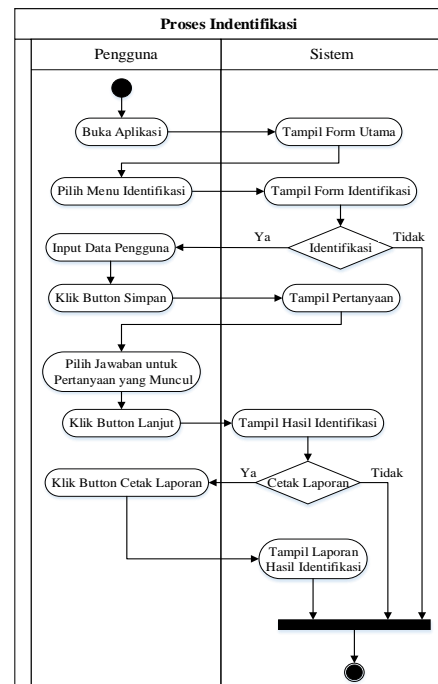 Proses Indentifikasi
Pengguna
Sistem
Buka Aplikasi
Tampil Form Utama
Pilih Menu Identifikasi
Tampil Form Identifikasi
Ya
Tidak
Input Data Pengguna
Identifikasi
Klik Button Simpan
Tampil Pertanyaan
Pilih Jawaban untuk
Pertanyaan yang Muncul
Klik Button Lanjut
Tampil Hasil Identifikasi
Ya
Tidak
Klik Button Cetak Laporan
Cetak Laporan
Tampil Laporan
Hasil Identifikasi